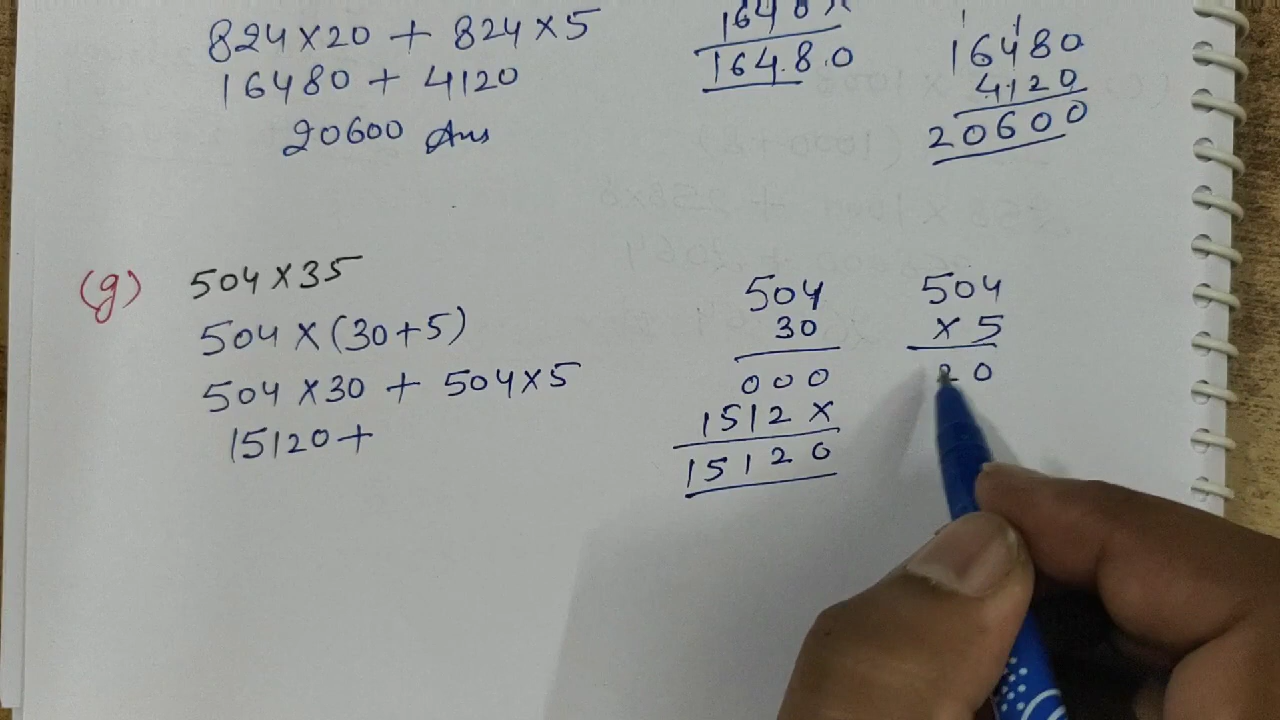 824×20 + 824×5
16480 + 4120
20600 Ans
1648.0
16480
4120
20600
(g) 504×35
504×(30+5)
504×30 + 504×5
15120+
504
30
000
1512×
15120
504
×5
20